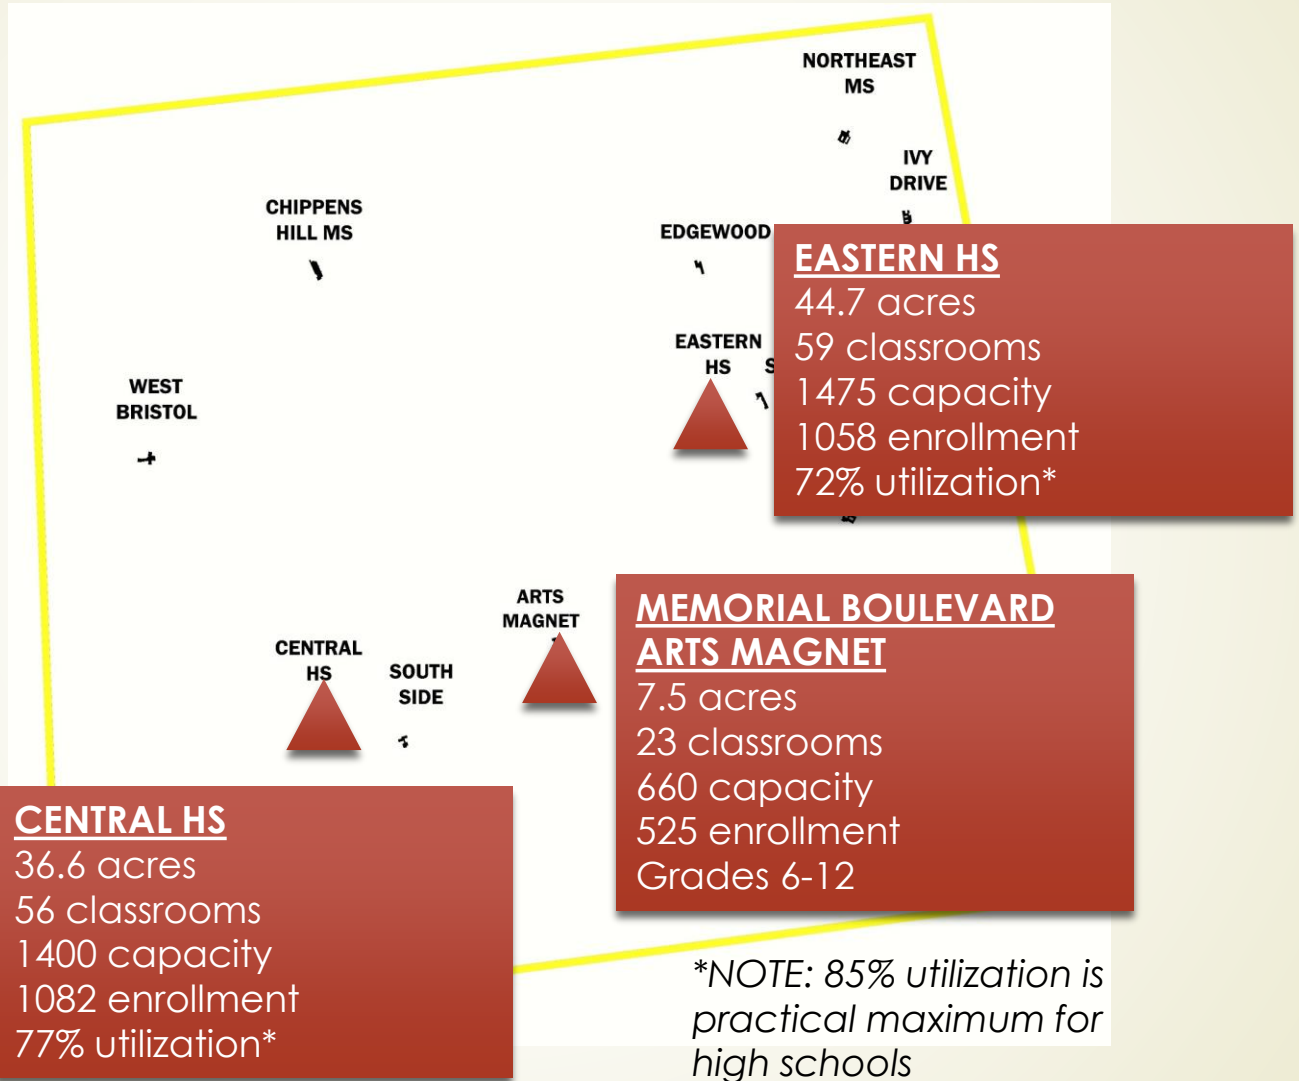 NORTHEAST
MS
IVY
DRIVE
CHIPPENS
HILL MS
EDGEWOOD
EASTERN HS
44.7 acres
59 classrooms
1475 capacity
1058 enrollment
72% utilization*
EASTERN
HS
S
WEST
BRISTOL
ARTS
MAGNET
MEMORIAL BOULEVARD
ARTS MAGNET
7.5 acres
23 classrooms
660 capacity
525 enrollment
Grades 6-12
CENTRAL
HS
SOUTH
SIDE
CENTRAL HS
36.6 acres
56 classrooms
1400 capacity
1082 enrollment
77% utilization*
*NOTE: 85% utilization is
practical maximum for
high schools